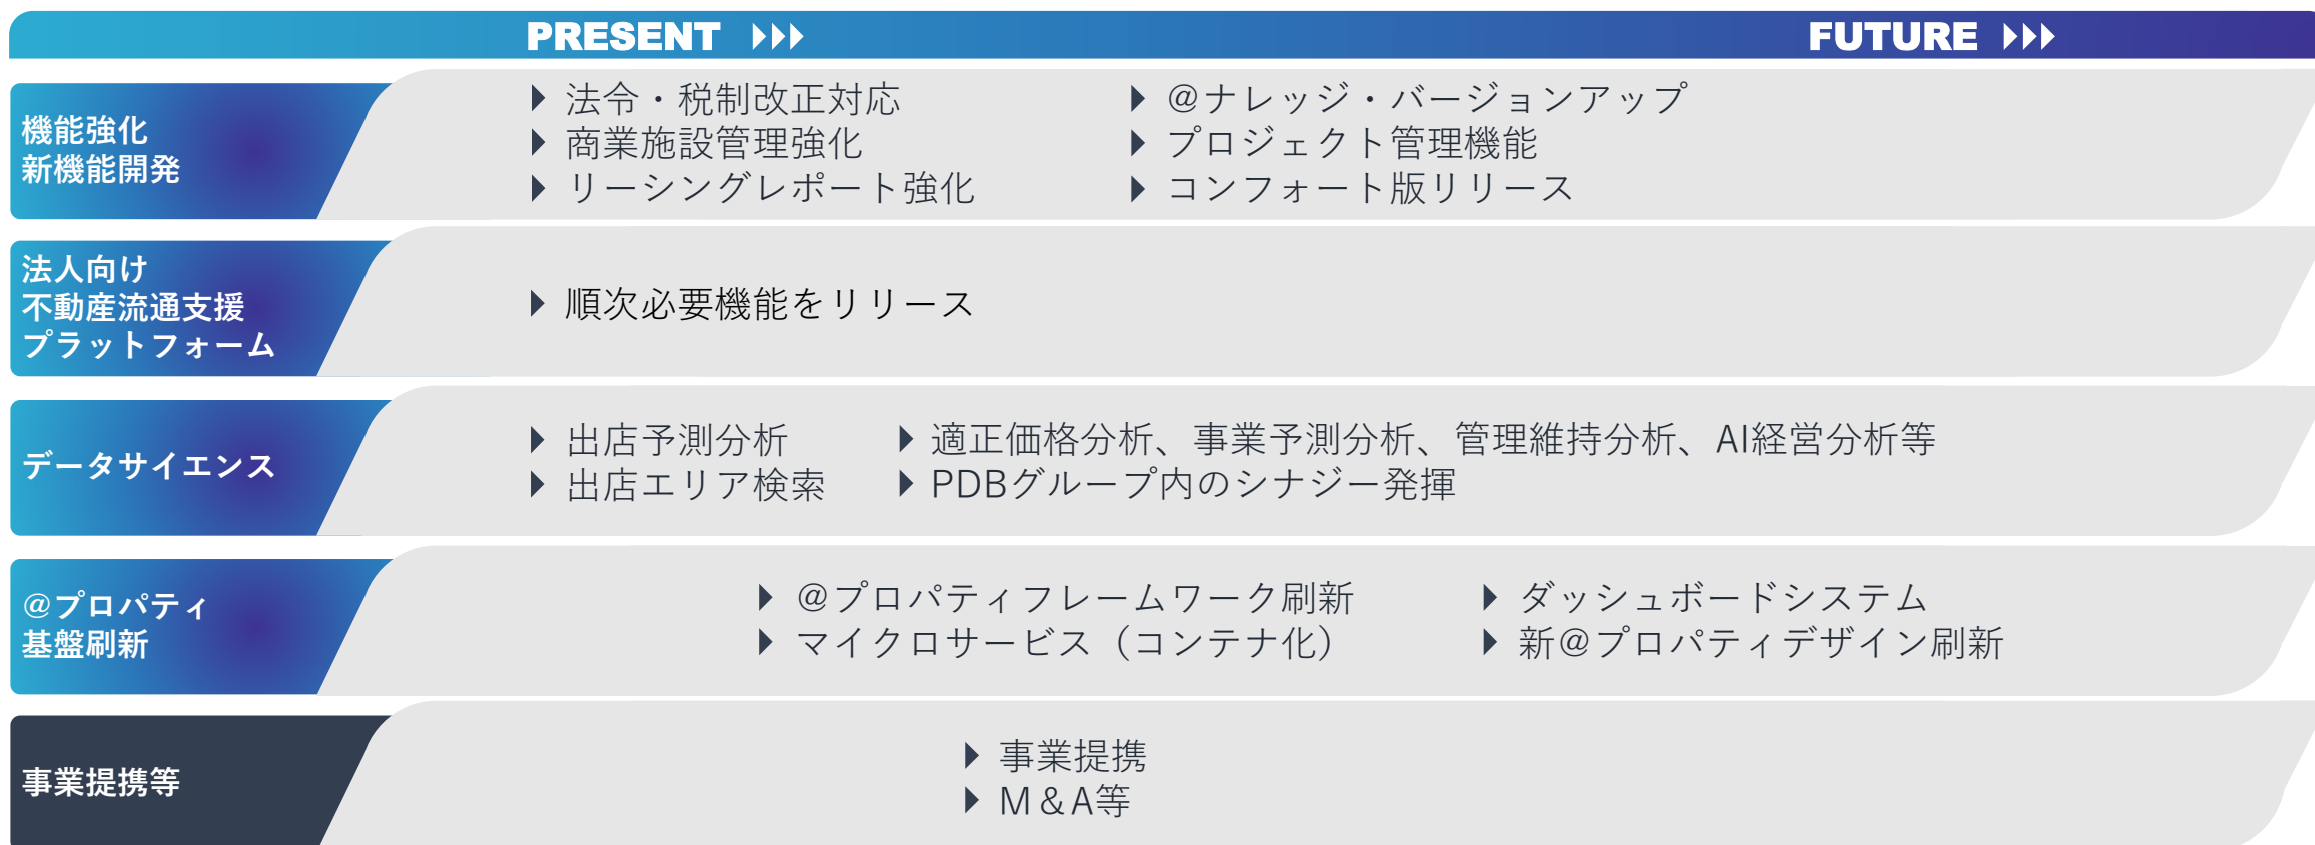 PRESENT
FUTURE
機能強化
新機能開発
法令・税制改正対応
商業施設管理強化
リーシングレポート強化
@ナレッジ・バージョンアップ
プロジェクト管理機能
コンフォート版リリース
法人向け
不動産流通支援
プラットフォーム
順次必要機能をリリース
データサイエンス
出店予測分析
出店エリア検索
適正価格分析、事業予測分析、管理維持分析、AI経営分析等
PDBグループ内のシナジー発揮
@プロパティ
基盤刷新
@プロパティフレームワーク刷新
マイクロサービス（コンテナ化）
ダッシュボードシステム
新@プロパティデザイン刷新
事業提携等
事業提携
M＆A等